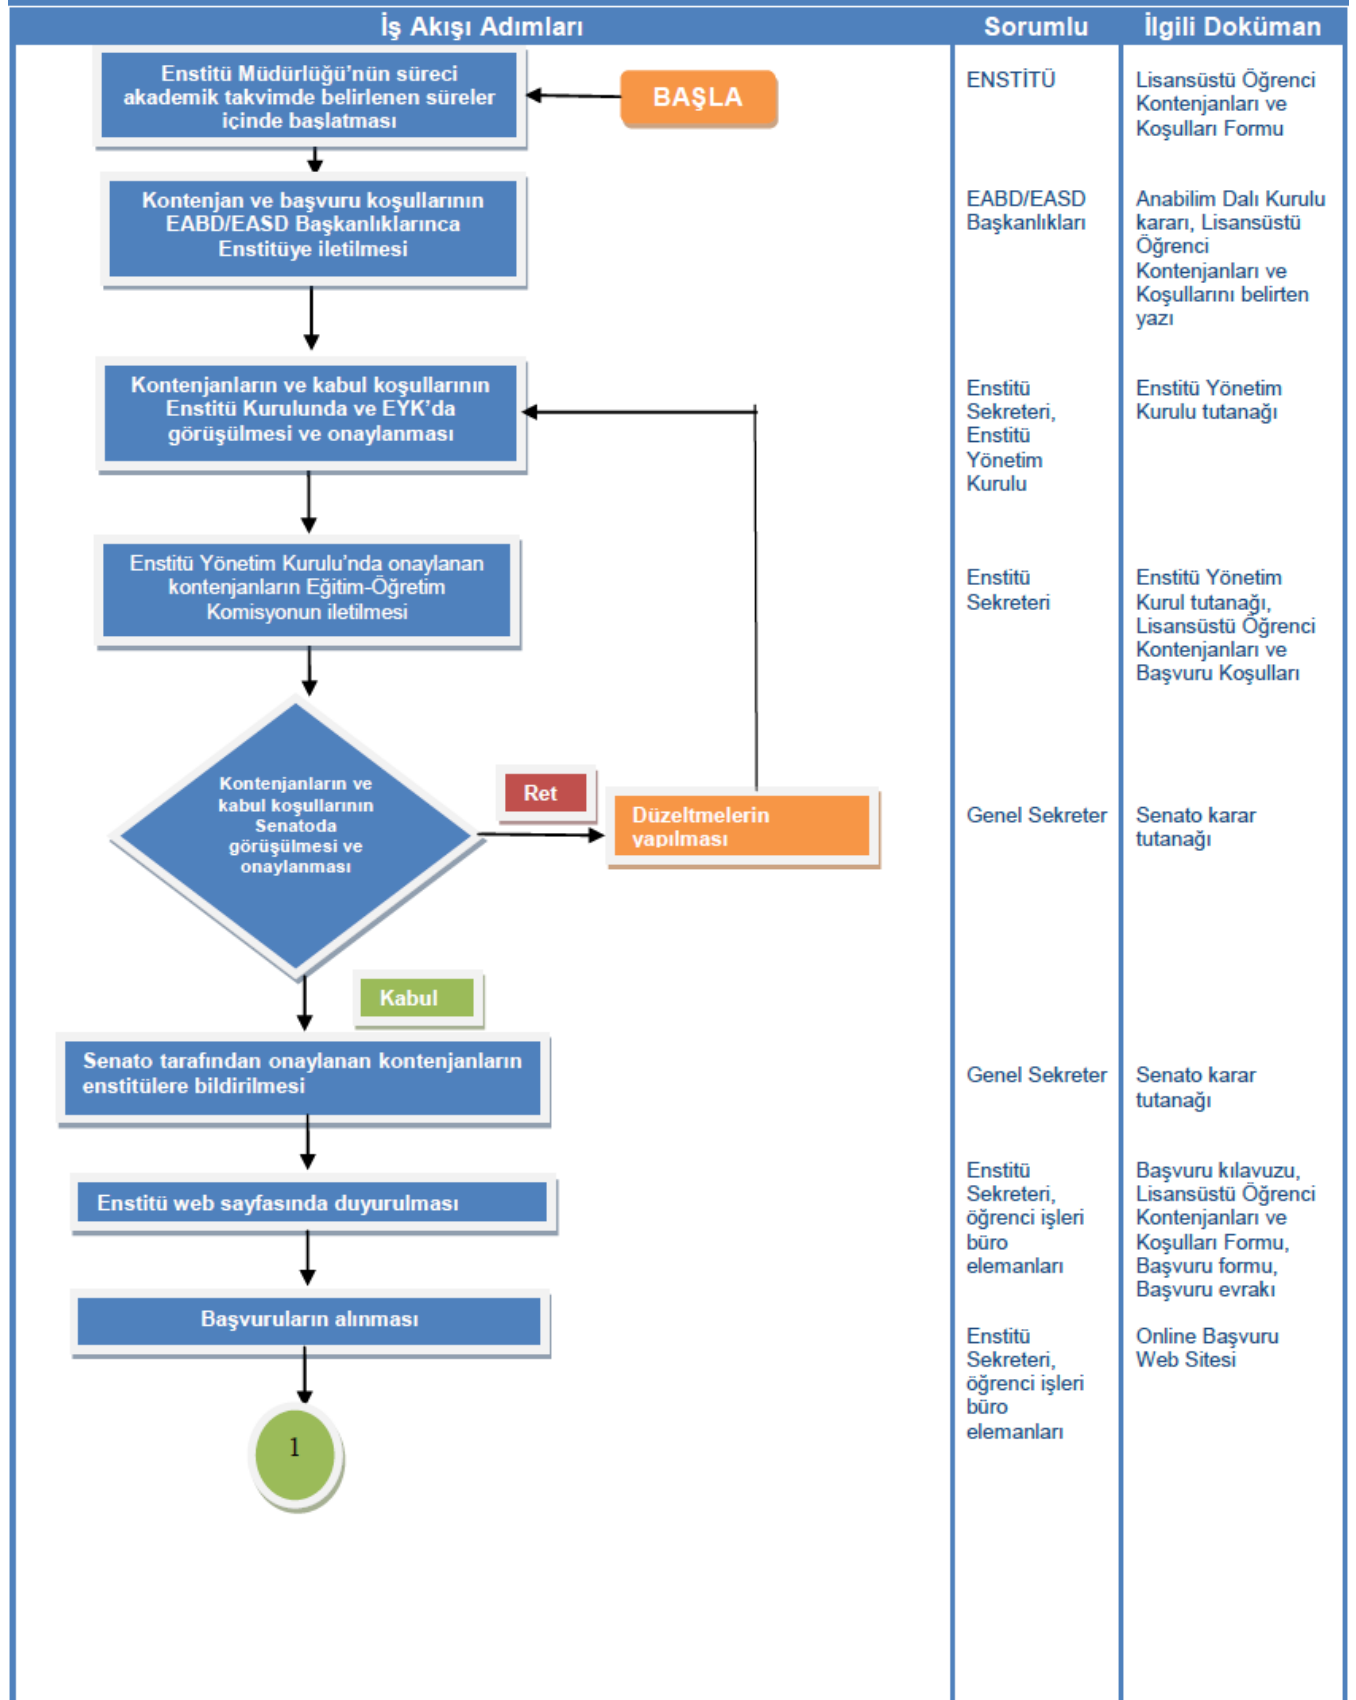 İş Akışı Adımları
Sorumlu
İlgili Doküman
Enstitü Müdürlüğü'nün süreci
akademik takvimde belirlenen süreler
içinde başlatması
BAŞLA
ENSTİTÜ
Lisansüstü Öğrenci
Kontenjanları ve
Koşulları Formu
Kontenjan ve başvuru koşullarının
EABD/EASD Başkanlıklarınca
Enstitüye iletilmesi
EABD/EASD
Başkanlıkları
Anabilim Dalı Kurulu
kararı, Lisansüstü
Öğrenci
Kontenjanları ve
Koşullarını belirten
yazı
Kontenjanların ve kabul koşullarının
Enstitü Kurulunda ve EYK'da
görüşülmesi ve onaylanması
Enstitü
Sekreteri,
Enstitü
Yönetim
Kurulu
Enstitü Yönetim
Kurulu tutanağı
Enstitü Yönetim Kurulu'nda onaylanan
kontenjanların Eğitim-Öğretim
Komisyonun iletilmesi
Enstitü
Sekreteri
Enstitü Yönetim
Kurul tutanağı,
Lisansüstü Öğrenci
Kontenjanları ve
Başvuru Koşulları
Kontenjanların ve
kabul koşullarının
Senatoda
görüşülmesi ve
onaylanması
Ret
Düzeltmelerin
yapılması
Genel Sekreter
Senato karar
tutanağı
Kabul
Senato tarafından onaylanan kontenjanların
enstitülere bildirilmesi
Genel Sekreter
Senato karar
tutanağı
Enstitü web sayfasında duyurulması
Enstitü
Sekreteri,
öğrenci işleri
büro
elemanları
Başvuru kılavuzu,
Lisansüstü Öğrenci
Kontenjanları ve
Koşulları Formu,
Başvuru formu,
Başvuru evrakı
Başvuruların alınması
Enstitü
Sekreteri,
öğrenci işleri
büro
elemanları
Online Başvuru
Web Sitesi
1